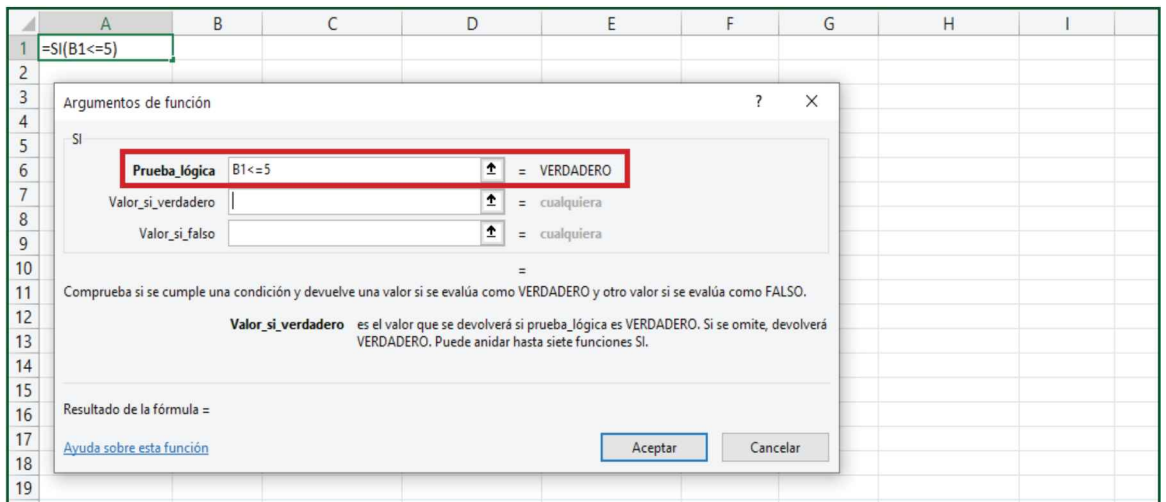 A B C D E F G H I
1 =SI(B1<=5)
2
3
Argumentos de función ? X
4
5
SI
6
Prueba_lógica B1<=5 = VERDADERO
7
Valor_si_verdadero = cualquiera
8
Valor_si_falso = cualquiera
9
10
=
11
Comprueba si se cumple una condición y devuelve una valor si se evalúa como VERDADERO y otro valor si se evalúa como FALSO.
12
Valor_si_verdadero es el valor que se devolverá si prueba_lógica es VERDADERO. Si se omite, devolverá
13
VERDADERO. Puede anidar hasta siete funciones SI.
14
15
16
Resultado de la fórmula =
17
Ayuda sobre esta función Aceptar Cancelar
18
19